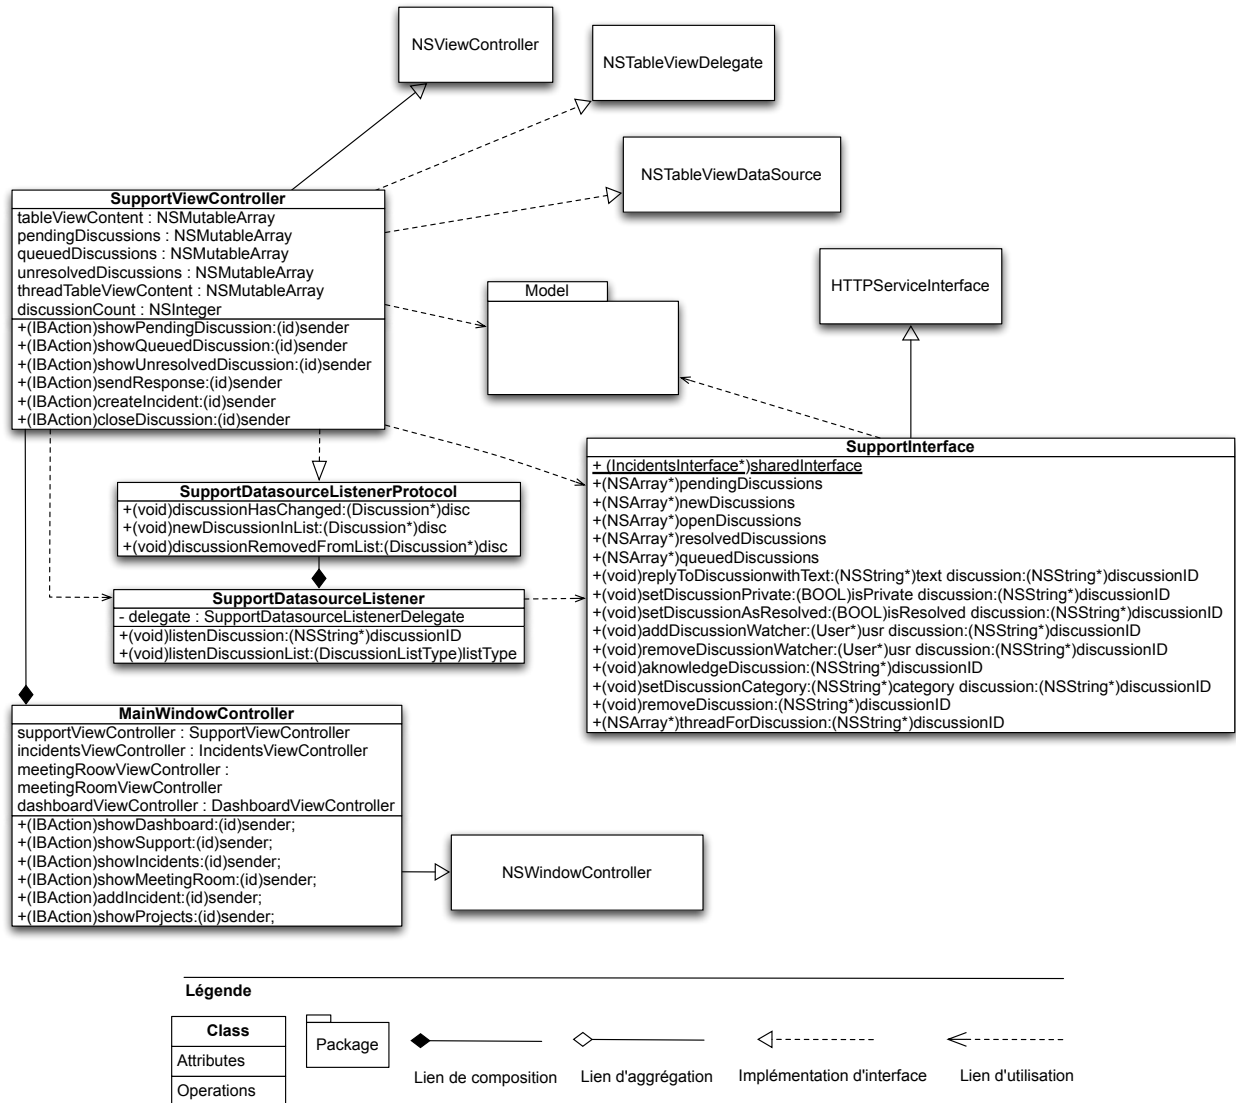 NSViewController
NSTableViewDelegate
NSTableViewDataSource
SupportViewController
tableViewContent : NSMutableArray
pendingDiscussions : NSMutableArray
queuedDiscussions : NSMutableArray
unresolvedDiscussions : NSMutableArray
threadTableViewContent : NSMutableArray
discussionCount : NSInteger
+(IBAction)showPendingDiscussion:(id)sender
+(IBAction)showQueuedDiscussion:(id)sender
+(IBAction)showUnresolvedDiscussion:(id)sender
+(IBAction)sendResponse:(id)sender
+(IBAction)createIncident:(id)sender
+(IBAction)closeDiscussion:(id)sender
Model
HTTPServiceInterface
SupportInterface
+ (IncidentsInterface*)sharedInterface
+(NSArray*)pendingDiscussions
+(NSArray*)newDiscussions
+(NSArray*)openDiscussions
+(NSArray*)resolvedDiscussions
+(NSArray*)queuedDiscussions
+(void)replyToDiscussionwithText:(NSString*)text discussion:(NSString*)discussionID
+(void)setDiscussionPrivate:(BOOL)isPrivate discussion:(NSString*)discussionID
+(void)setDiscussionAsResolved:(BOOL)isResolved discussion:(NSString*)discussionID
+(void)addDiscussionWatcher:(User*)usr discussion:(NSString*)discussionID
+(void)removeDiscussionWatcher:(User*)usr discussion:(NSString*)discussionID
+(void)aknowledgeDiscussion:(NSString*)discussionID
+(void)setDiscussionCategory:(NSString*)category discussion:(NSString*)discussionID
+(void)removeDiscussion:(NSString*)discussionID
+(NSArray*)threadForDiscussion:(NSString*)discussionID
SupportDatasourceListenerProtocol
+(void)discussionHasChanged:(Discussion*)disc
+(void)newDiscussionInList:(Discussion*)disc
+(void)discussionRemovedFromList:(Discussion*)disc
SupportDatasourceListener
- delegate : SupportDatasourceListenerDelegate
+(void)listenDiscussion:(NSString*)discussionID
+(void)listenDiscussionList:(DiscussionListType)listType
MainWindowController
supportViewController : SupportViewController
incidentsViewController : IncidentsViewController
meetingRoowViewController :
meetingRoomViewController
dashboardViewController : DashboardViewController
+(IBAction)showDashboard:(id)sender;
+(IBAction)showSupport:(id)sender;
+(IBAction)showIncidents:(id)sender;
+(IBAction)showMeetingRoom:(id)sender;
+(IBAction)addIncident:(id)sender;
+(IBAction)showProjects:(id)sender;
NSWindowController
Légende
Class
Attributes
Operations
Package
Lien de composition
Lien d'aggrégation
Implémentation d'interface
Lien d'utilisation